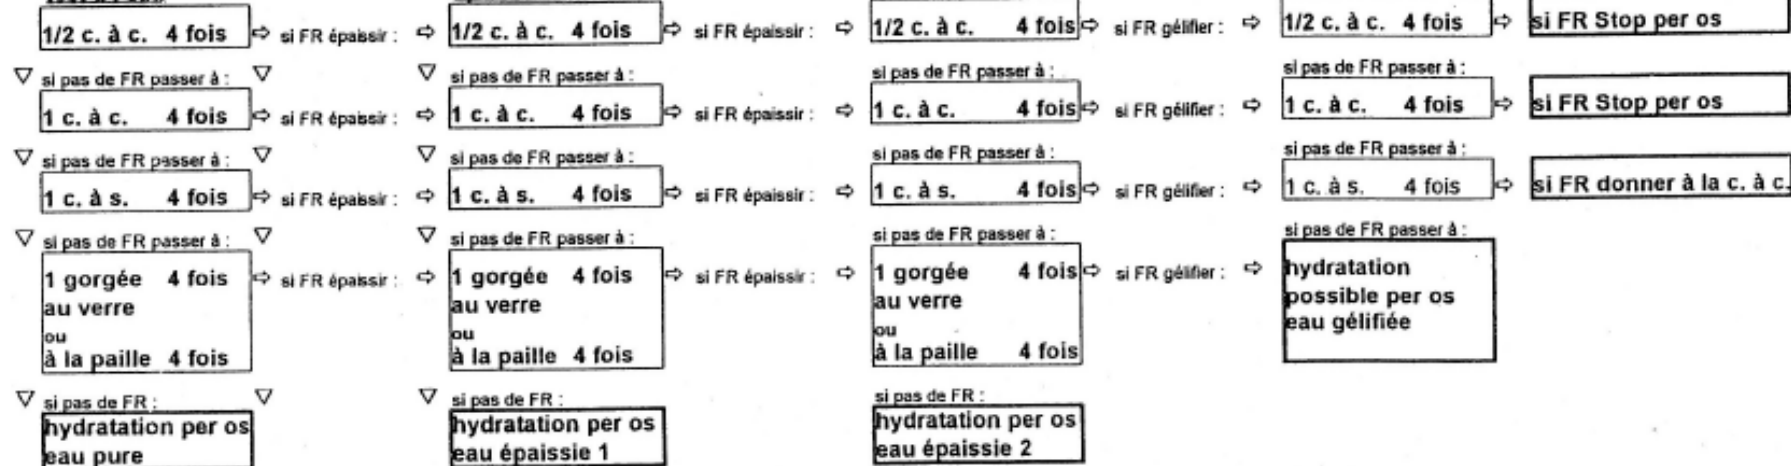 1/2 c. à c. 4 fois ⇨ si FR épaissir : ⇨ 1/2 c. à c. 4 fois ⇨ si FR épaissir : ⇨ 1/2 c. à c. 4 fois ⇨ si FR gélifier : ⇨ 1/2 c. à c. 4 fois ⇨ si FR Stop per os
▽ si pas de FR passer à : ▽ ▽ si pas de FR passer à : si pas de FR passer à : si pas de FR passer à :
1 c. à c. 4 fois ⇨ si FR épaissir : ⇨ 1 c. à c. 4 fois ⇨ si FR épaissir : ⇨ 1 c. à c. 4 fois ⇨ si FR gélifier : ⇨ 1 c. à c. 4 fois ⇨ si FR Stop per os
▽ si pas de FR passer à : ▽ ▽ si pas de FR passer à : si pas de FR passer à : si pas de FR passer à :
1 c. à s. 4 fois ⇨ si FR épaissir : ⇨ 1 c. à s. 4 fois ⇨ si FR épaissir : ⇨ 1 c. à s. 4 fois ⇨ si FR gélifier : ⇨ 1 c. à s. 4 fois ⇨ si FR donner à la c. à c.
▽ si pas de FR passer à : ▽ ▽ si pas de FR passer à : si pas de FR passer à : si pas de FR passer à :
1 gorgée 4 fois ⇨ si FR épaissir : ⇨ 1 gorgée 4 fois ⇨ si FR épaissir : ⇨ 1 gorgée 4 fois ⇨ si FR gélifier : ⇨ hydratation
au verre au verre au verre possible per os
ou ou ou eau gélifiée
à la paille 4 fois à la paille 4 fois à la paille 4 fois
▽ si pas de FR : ▽ ▽ si pas de FR : si pas de FR :
hydratation per os hydratation per os hydratation per os
eau pure eau épaissie 1 eau épaissie 2